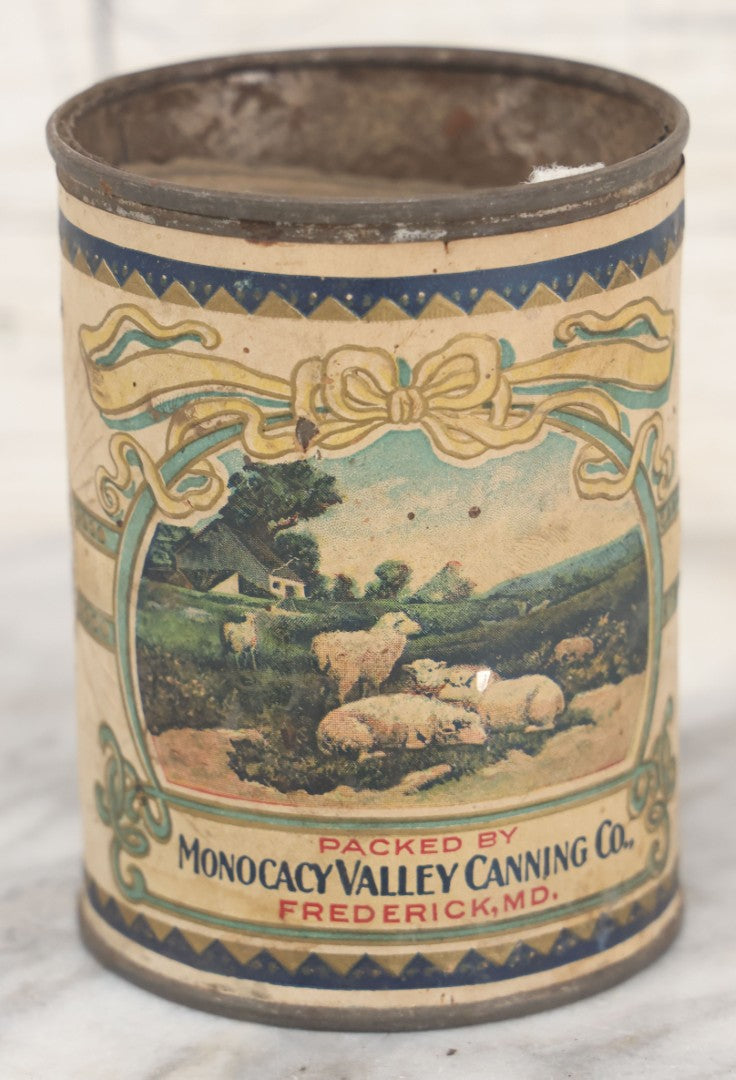 PACKED BY
MONOCACY VALLEY CANNING CO.,
FREDERICK, MD.